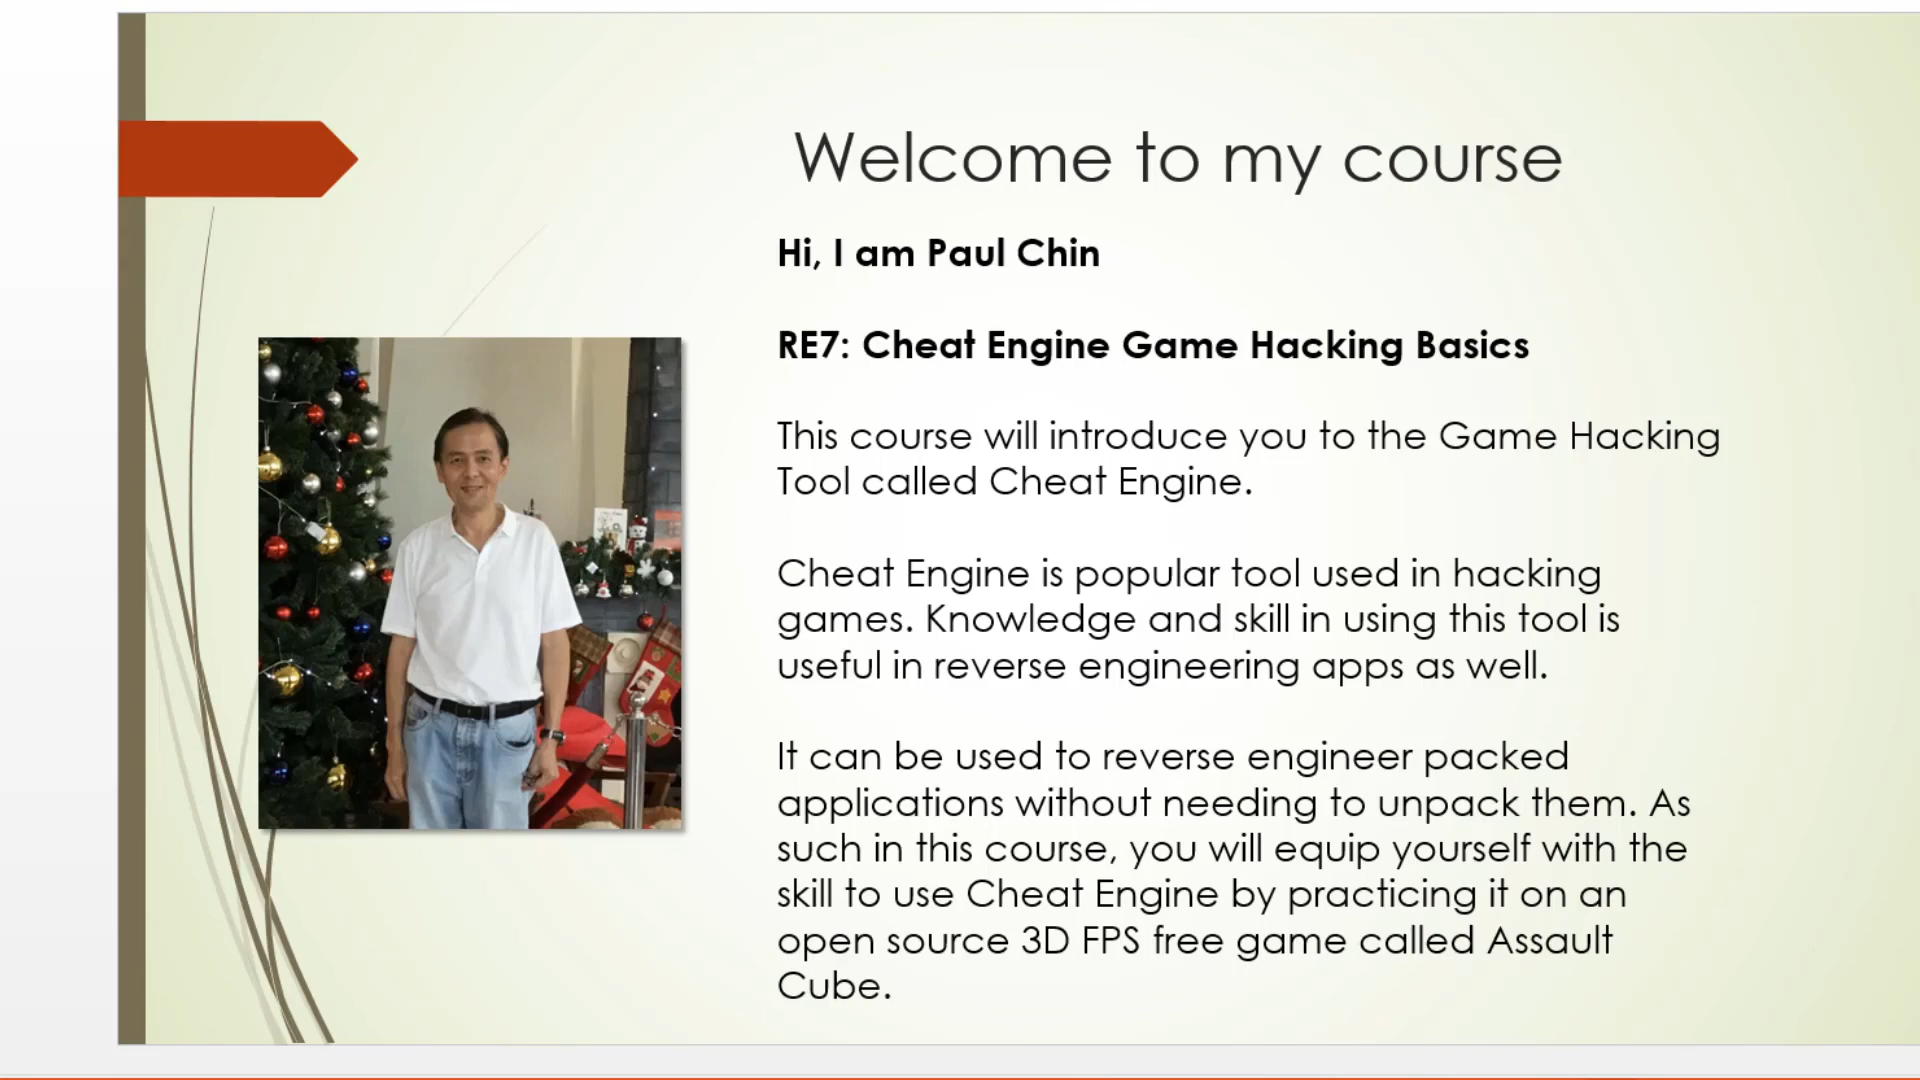 Welcome to my course
Hi, I am Paul Chin
RE7: Cheat Engine Game Hacking Basics
This course will introduce you to the Game Hacking
Tool called Cheat Engine.
Cheat Engine is popular tool used in hacking
games. Knowledge and skill in using this tool is
useful in reverse engineering apps as well.
It can be used to reverse engineer packed
applications without needing to unpack them. As
such in this course, you will equip yourself with the
skill to use Cheat Engine by practicing it on an
open source 3D FPS free game called Assault
Cube.